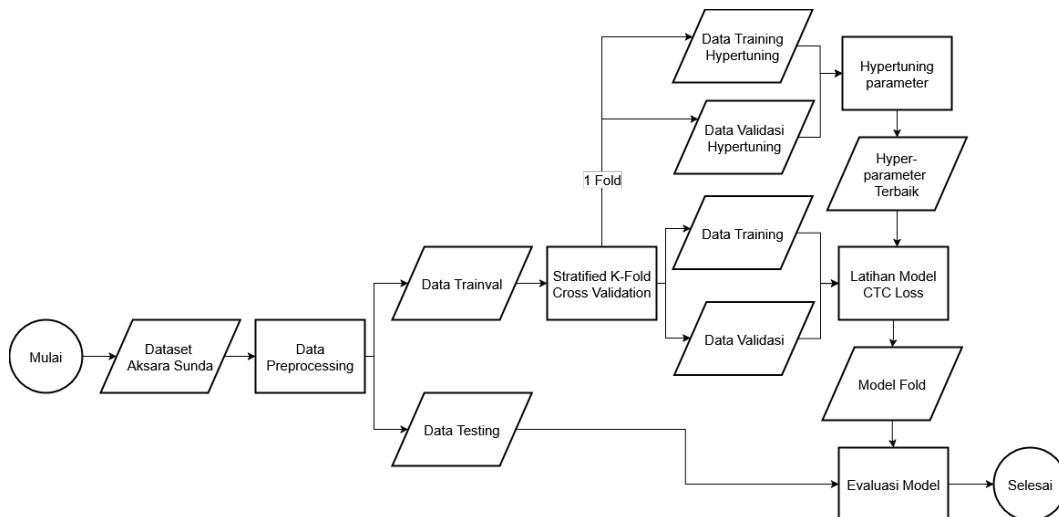 Mulai
Dataset
Aksara Sunda
Data
Preprocessing
Data Trainval
Data Testing
Stratified K-Fold
Cross Validation
1 Fold
Data Training
Hypertuning
Data Validasi
Hypertuning
Data Training
Data Validasi
Hypertuning
parameter
Hyper-
parameter
Terbaik
Latihan Model
CTC Loss
Model Fold
Evaluasi Model
Selesai